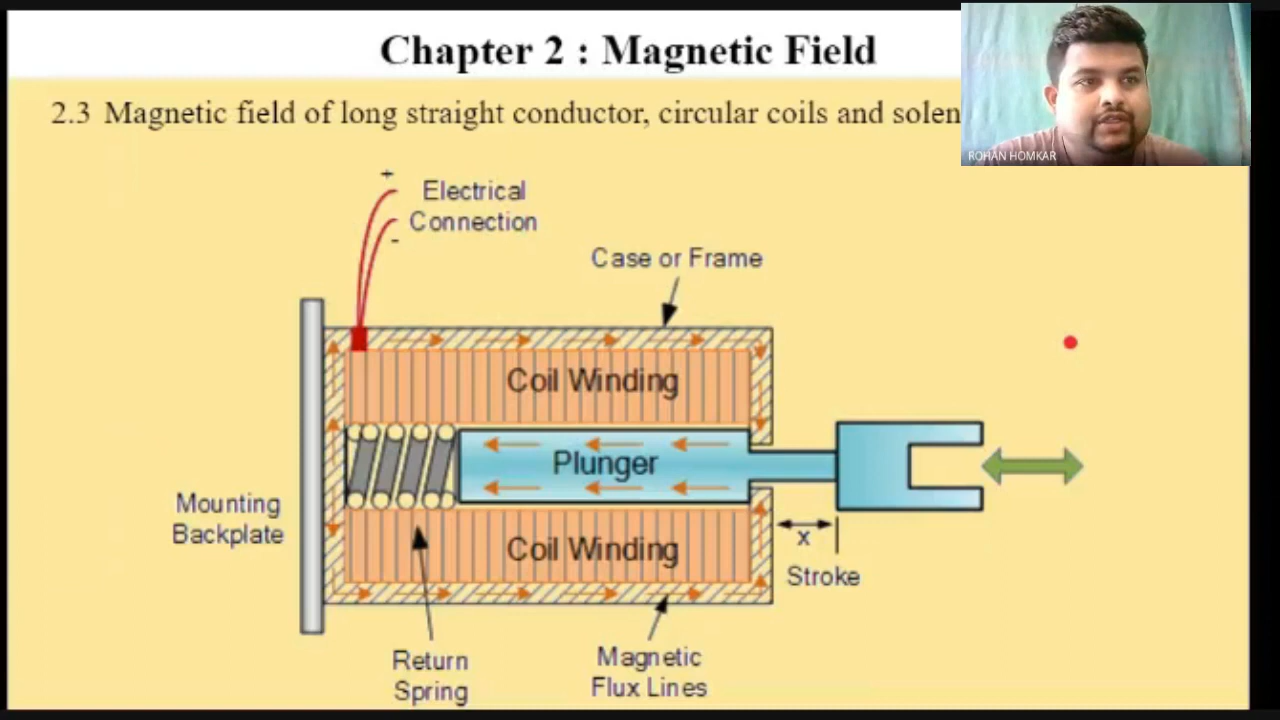 Chapter 2 : Magnetic Field
2.3 Magnetic field of long straight conductor, circular coils and solen
ROHAN HOMKAR
+
Electrical
Connection
-
Case or Frame
Coil Winding
Plunger
Mounting
Backplate
Coil Winding
x
Stroke
Return
Spring
Magnetic
Flux Lines